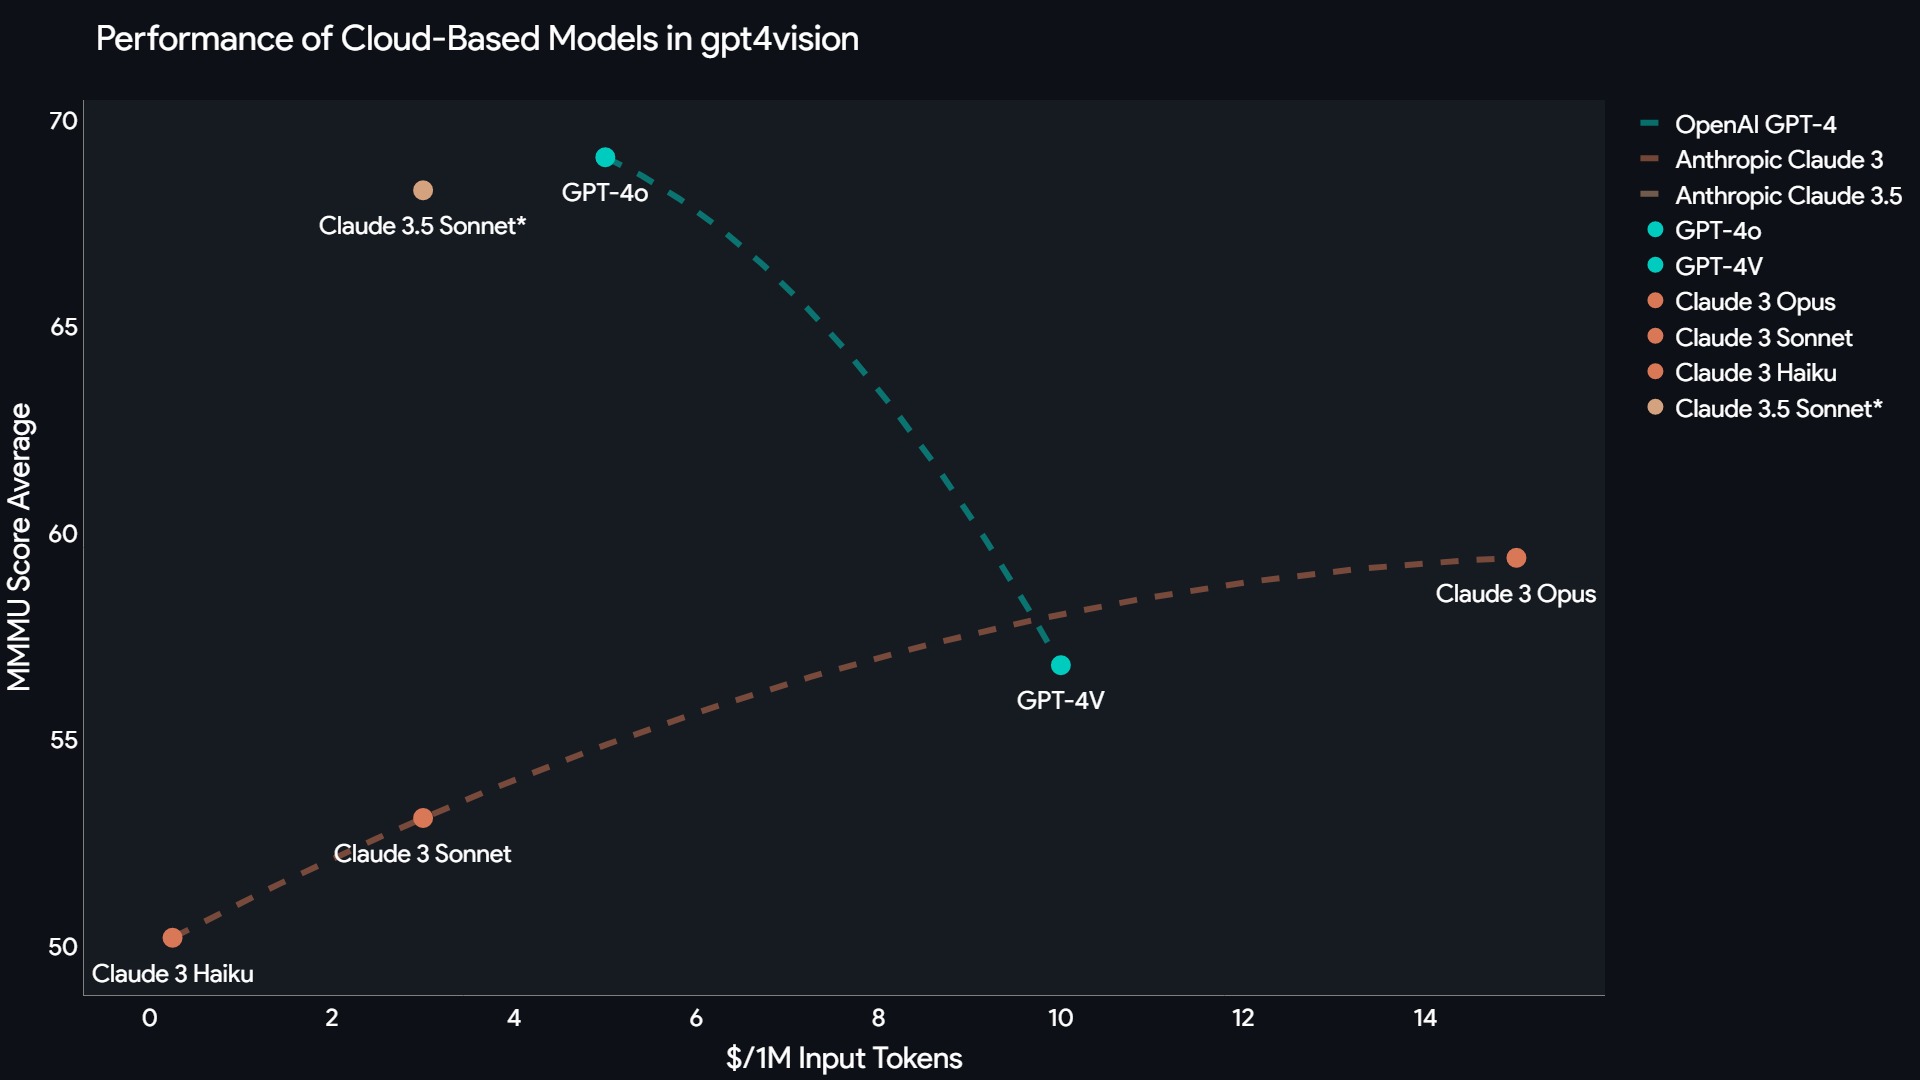 Performance of Cloud-Based Models in gpt4vision
MMMU Score Average
70
65
60
55
50
GPT-4o
Claude 3.5 Sonnet*
Claude 3 Opus
GPT-4V
Claude 3 Sonnet
Claude 3 Haiku
0 2 4 6 8 10 12 14
$/1M Input Tokens
OpenAI GPT-4
Anthropic Claude 3
Anthropic Claude 3.5
GPT-4o
GPT-4V
Claude 3 Opus
Claude 3 Sonnet
Claude 3 Haiku
Claude 3.5 Sonnet*